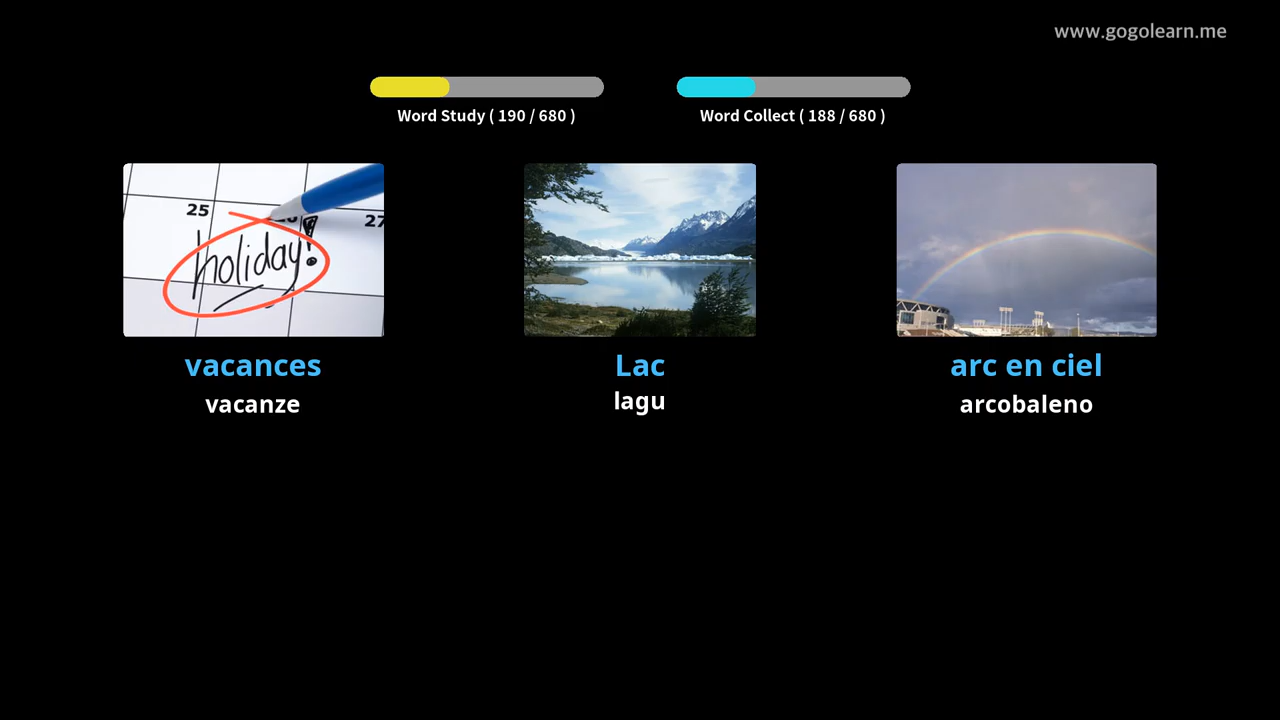 www.gogolearn.me
Word Study ( 190 / 680 )
Word Collect ( 188 / 680 )
25
27
holiday!
vacances
Lac
arc en ciel
vacanze
lagu
arcobaleno